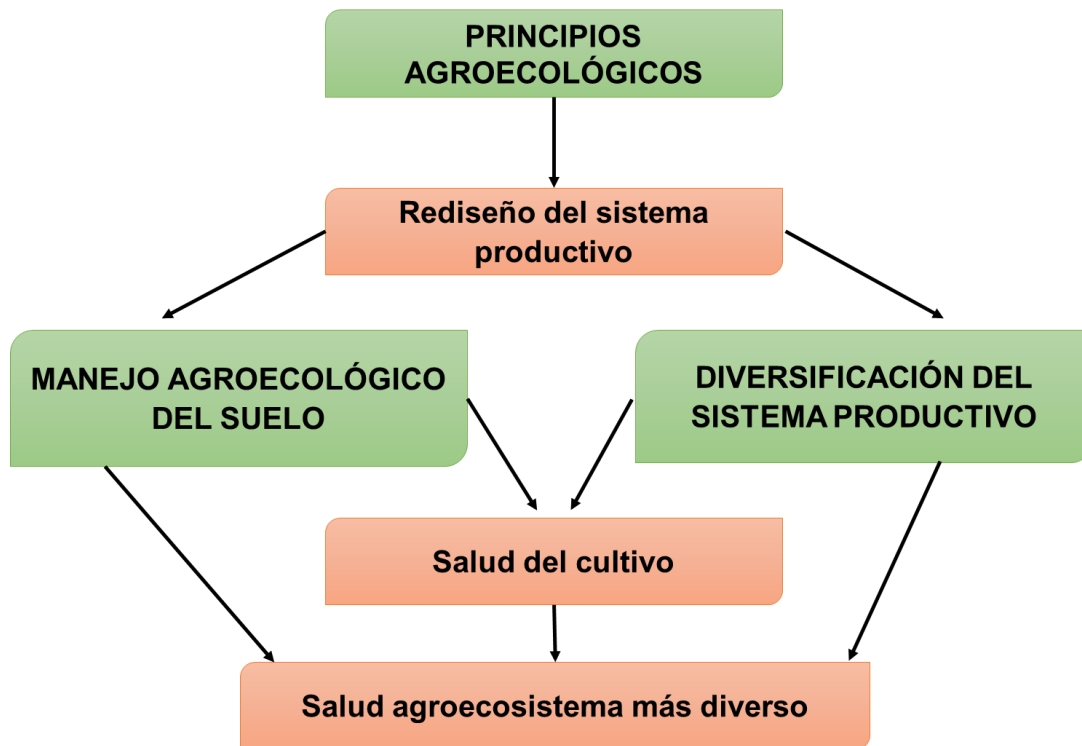 PRINCIPIOS
AGROECOLÓGICOS
Rediseño del sistema
productivo
MANEJO AGROECOLÓGICO
DEL SUELO
DIVERSIFICACIÓN DEL
SISTEMA PRODUCTIVO
Salud del cultivo
Salud agroecosistema más diverso